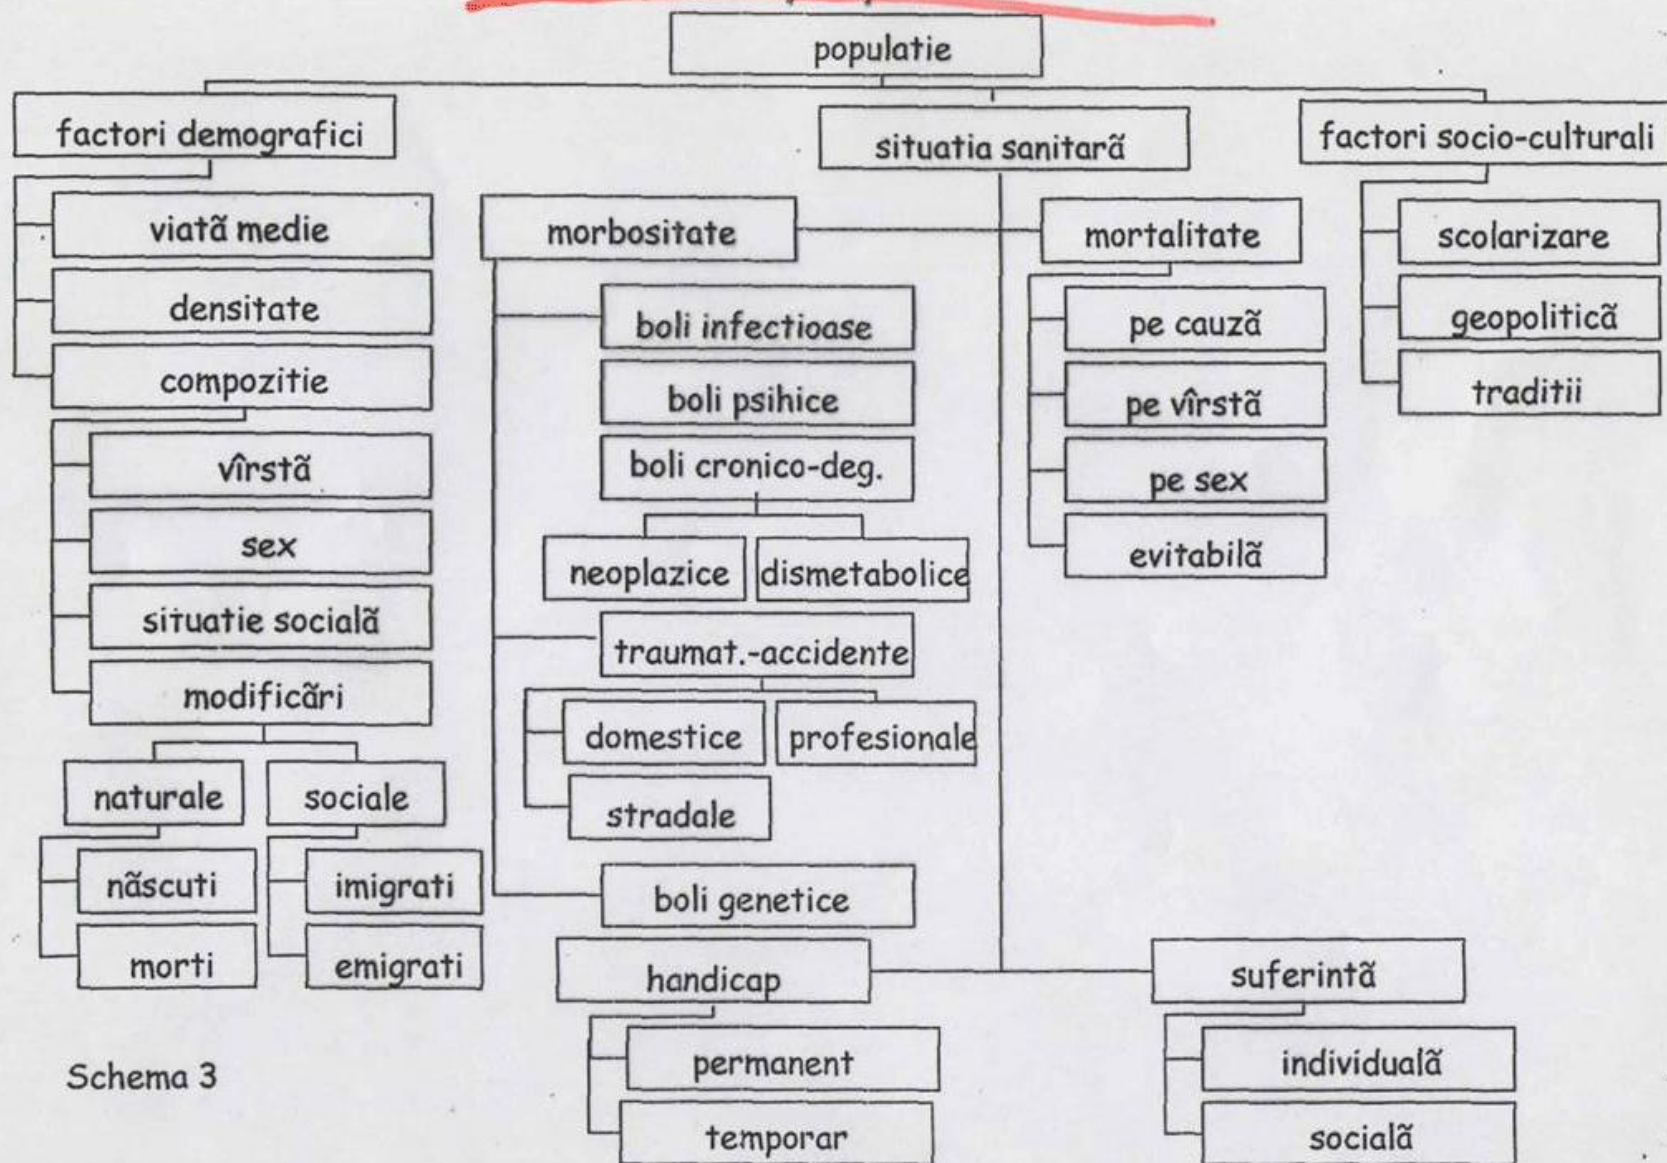 populatie
factori demografici
situatia sanitarã
factori socio-culturali
viatã medie
densitate
compozitie
vîrstã
sex
situatie socialã
modificãri
naturale
sociale
nãscuti
imigrati
morti
emigrati
morbositate
boli infectioase
boli psihice
boli cronico-deg.
neoplazice
dismetabolice
traumat.-accidente
domestice
profesionale
stradale
boli genetice
mortalitate
pe cauzã
pe vîrstã
pe sex
evitabilã
scolarizare
geopoliticã
traditii
handicap
permanent
temporar
suferintã
individualã
socialã
Schema 3